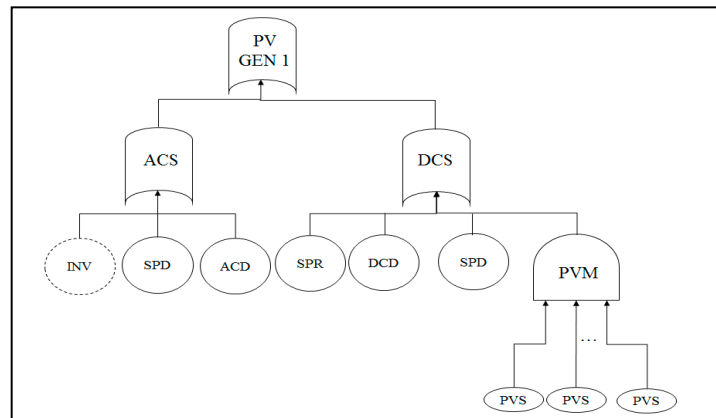 PV
GEN 1
ACS
DCS
INV
SPD
ACD
SPR
DCD
SPD
PVM
...
PVS
PVS
PVS